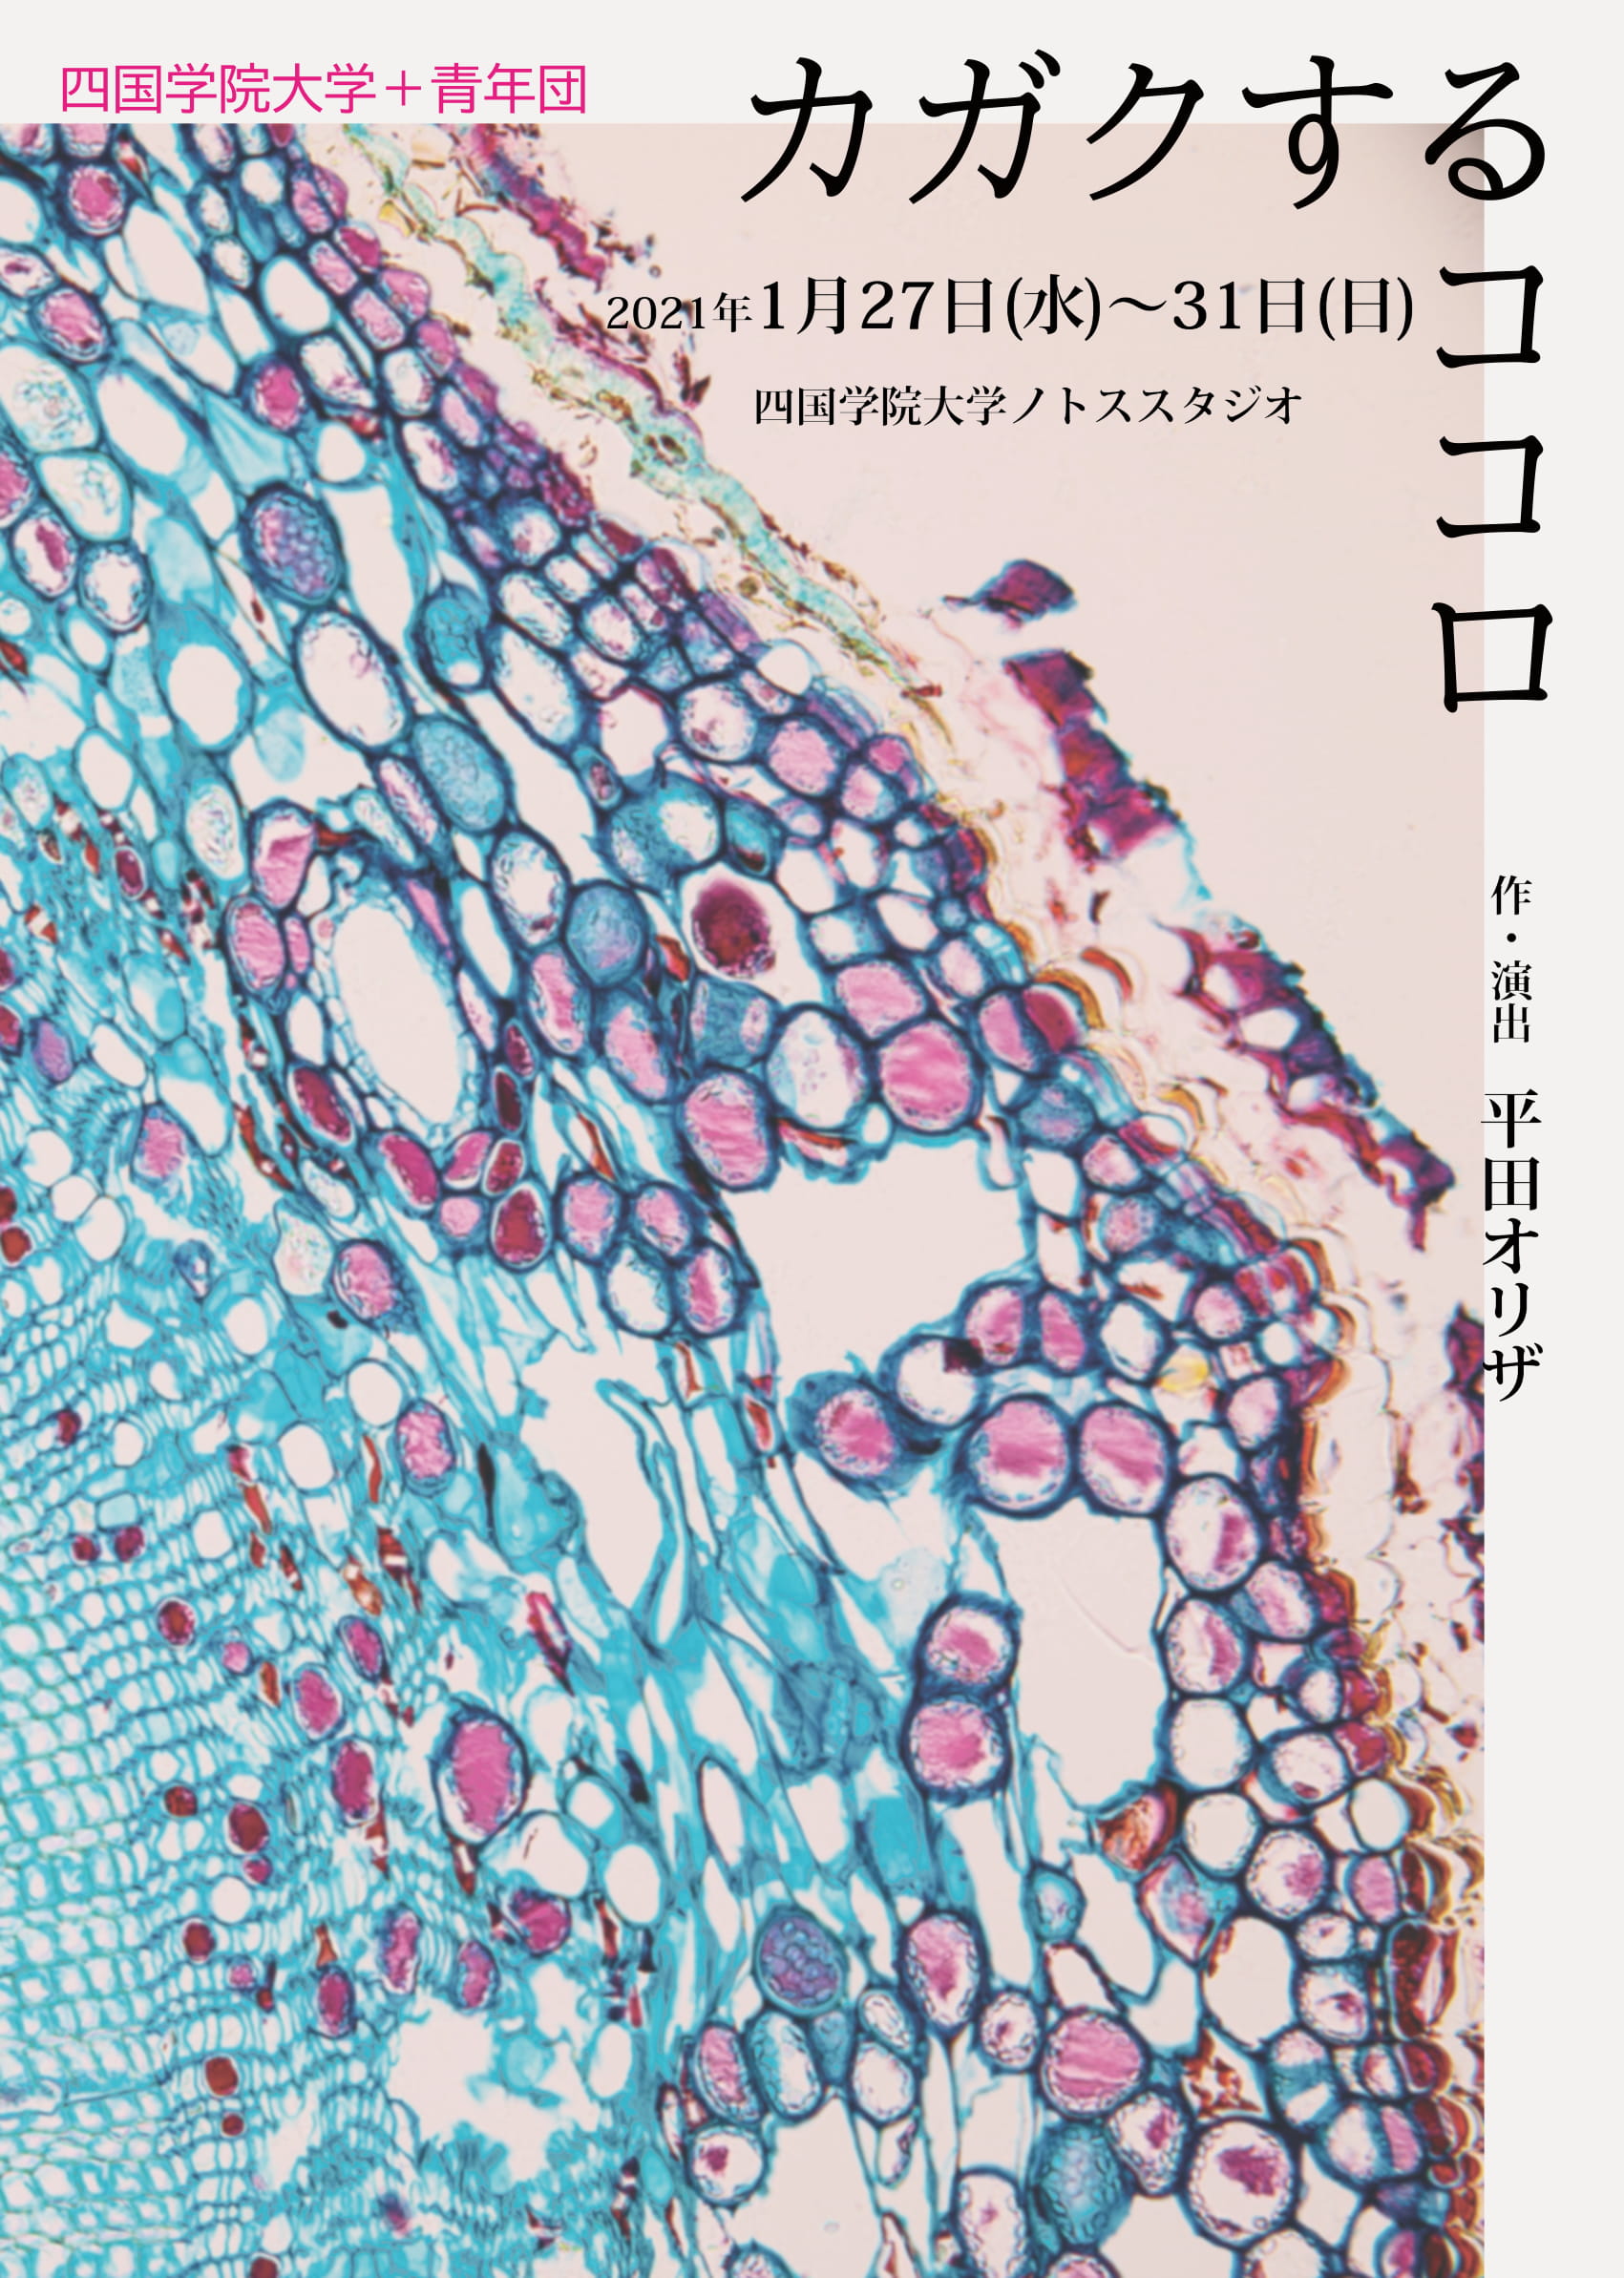 四国学院大学+青年団
カガクする
ココロ
2021年1月27日(水)〜31日(日)
四国学院大学ノトススタジオ
作・演出 平田オリザ